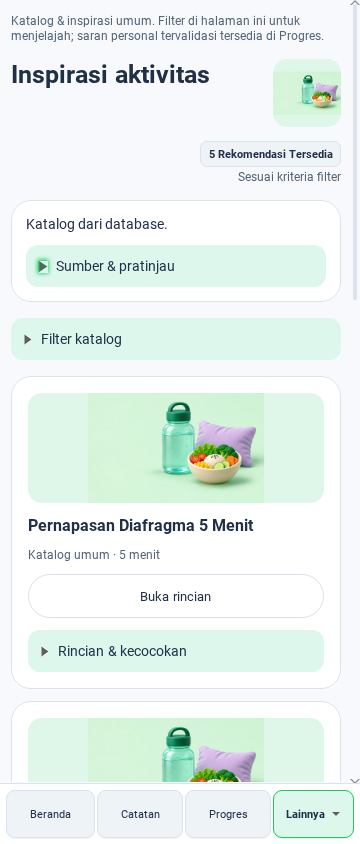 Katalog & inspirasi umum. Filter di halaman ini untuk
menjelajah; saran personal tervalidasi tersedia di Progres.
Inspirasi aktivitas
5 Rekomendasi Tersedia
Sesuai kriteria filter
Katalog dari database.
Sumber & pratinjau
Filter katalog
Pernapasan Diafragma 5 Menit
Katalog umum · 5 menit
Buka rincian
Rincian & kecocokan
Beranda
Catatan
Progres
Lainnya